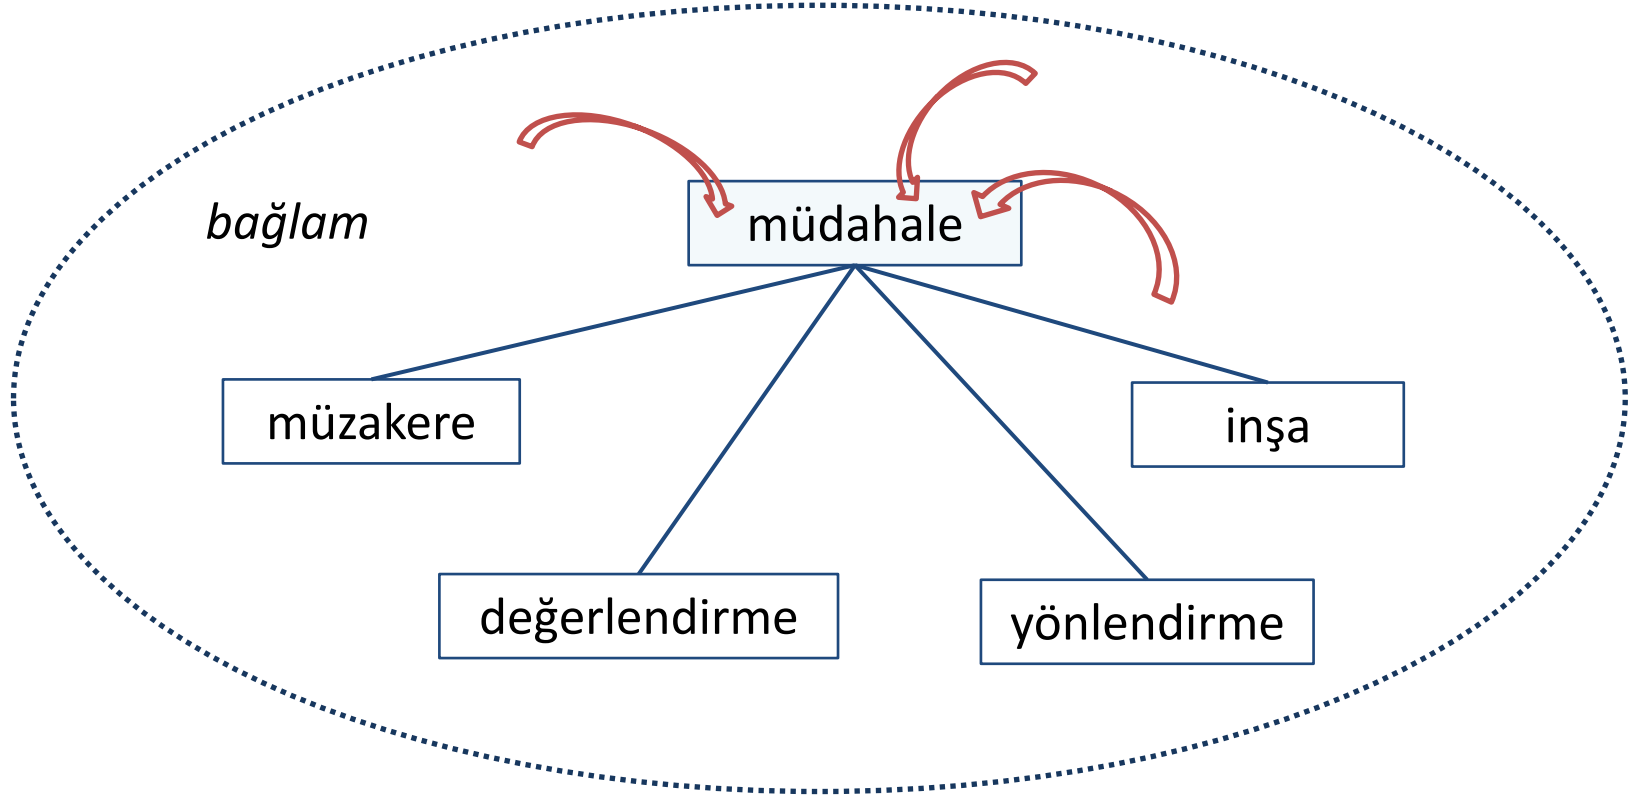 bağlam
müdahale
müzakere
inşa
değerlendirme
yönlendirme